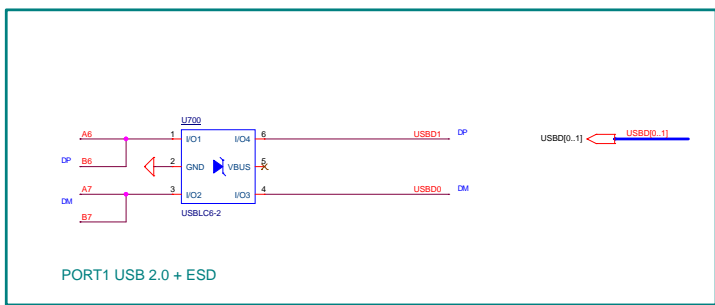 U700
A6 1 I/O1 I/O4 6 USBD1 DP
USBD[0..1] USBD[0..1]
DP B6 2 GND VBUS 5
A7 3 I/O2 I/O3 4 USBD0 DM
DM
B7 USBLC6-2
PORT1 USB 2.0 + ESD